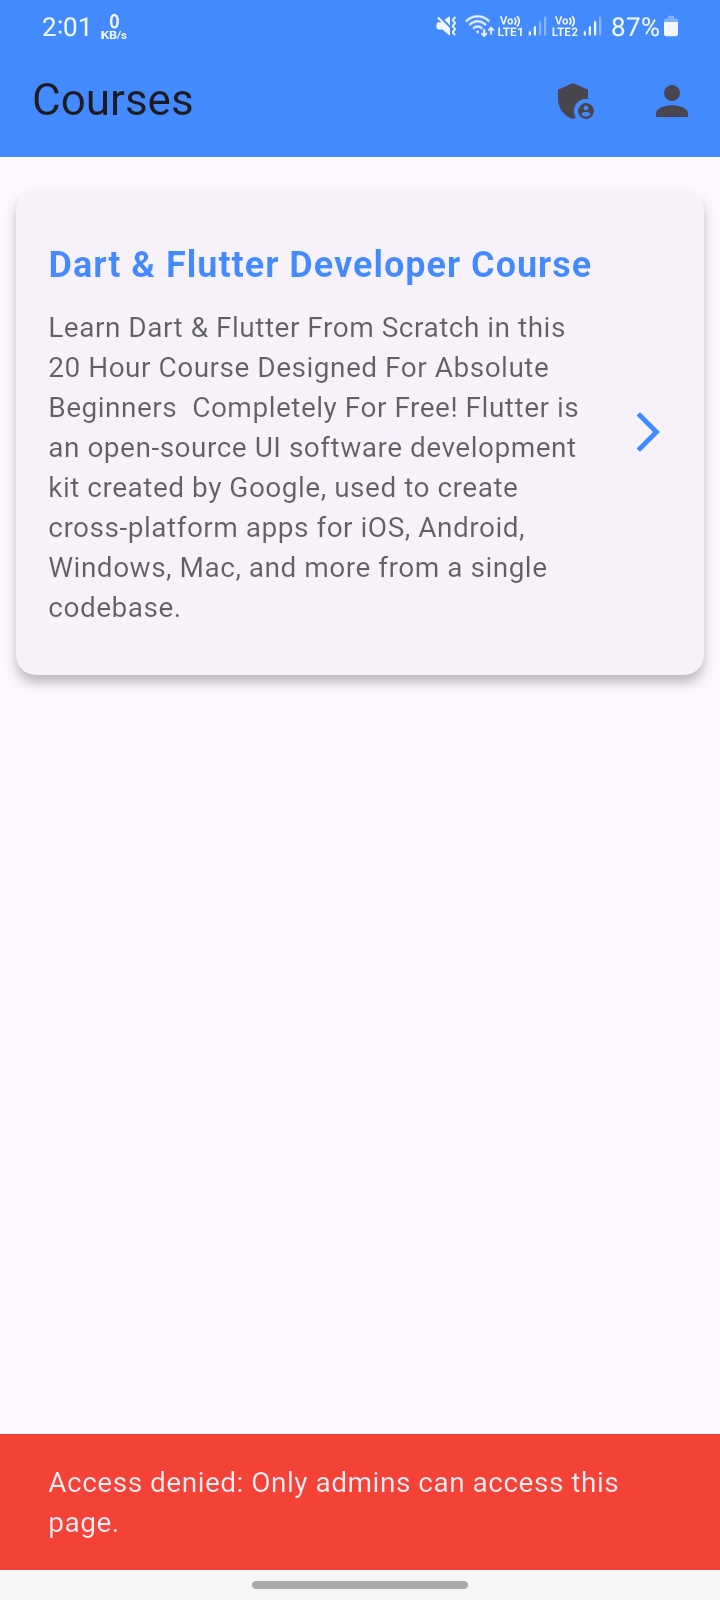 2:01 0 KB/s Vo)) LTE1 Vo)) LTE2 87%
Courses
Dart & Flutter Developer Course
Learn Dart & Flutter From Scratch in this
20 Hour Course Designed For Absolute
Beginners  Completely For Free! Flutter is
an open-source UI software development
kit created by Google, used to create
cross-platform apps for iOS, Android,
Windows, Mac, and more from a single
codebase.
Access denied: Only admins can access this
page.